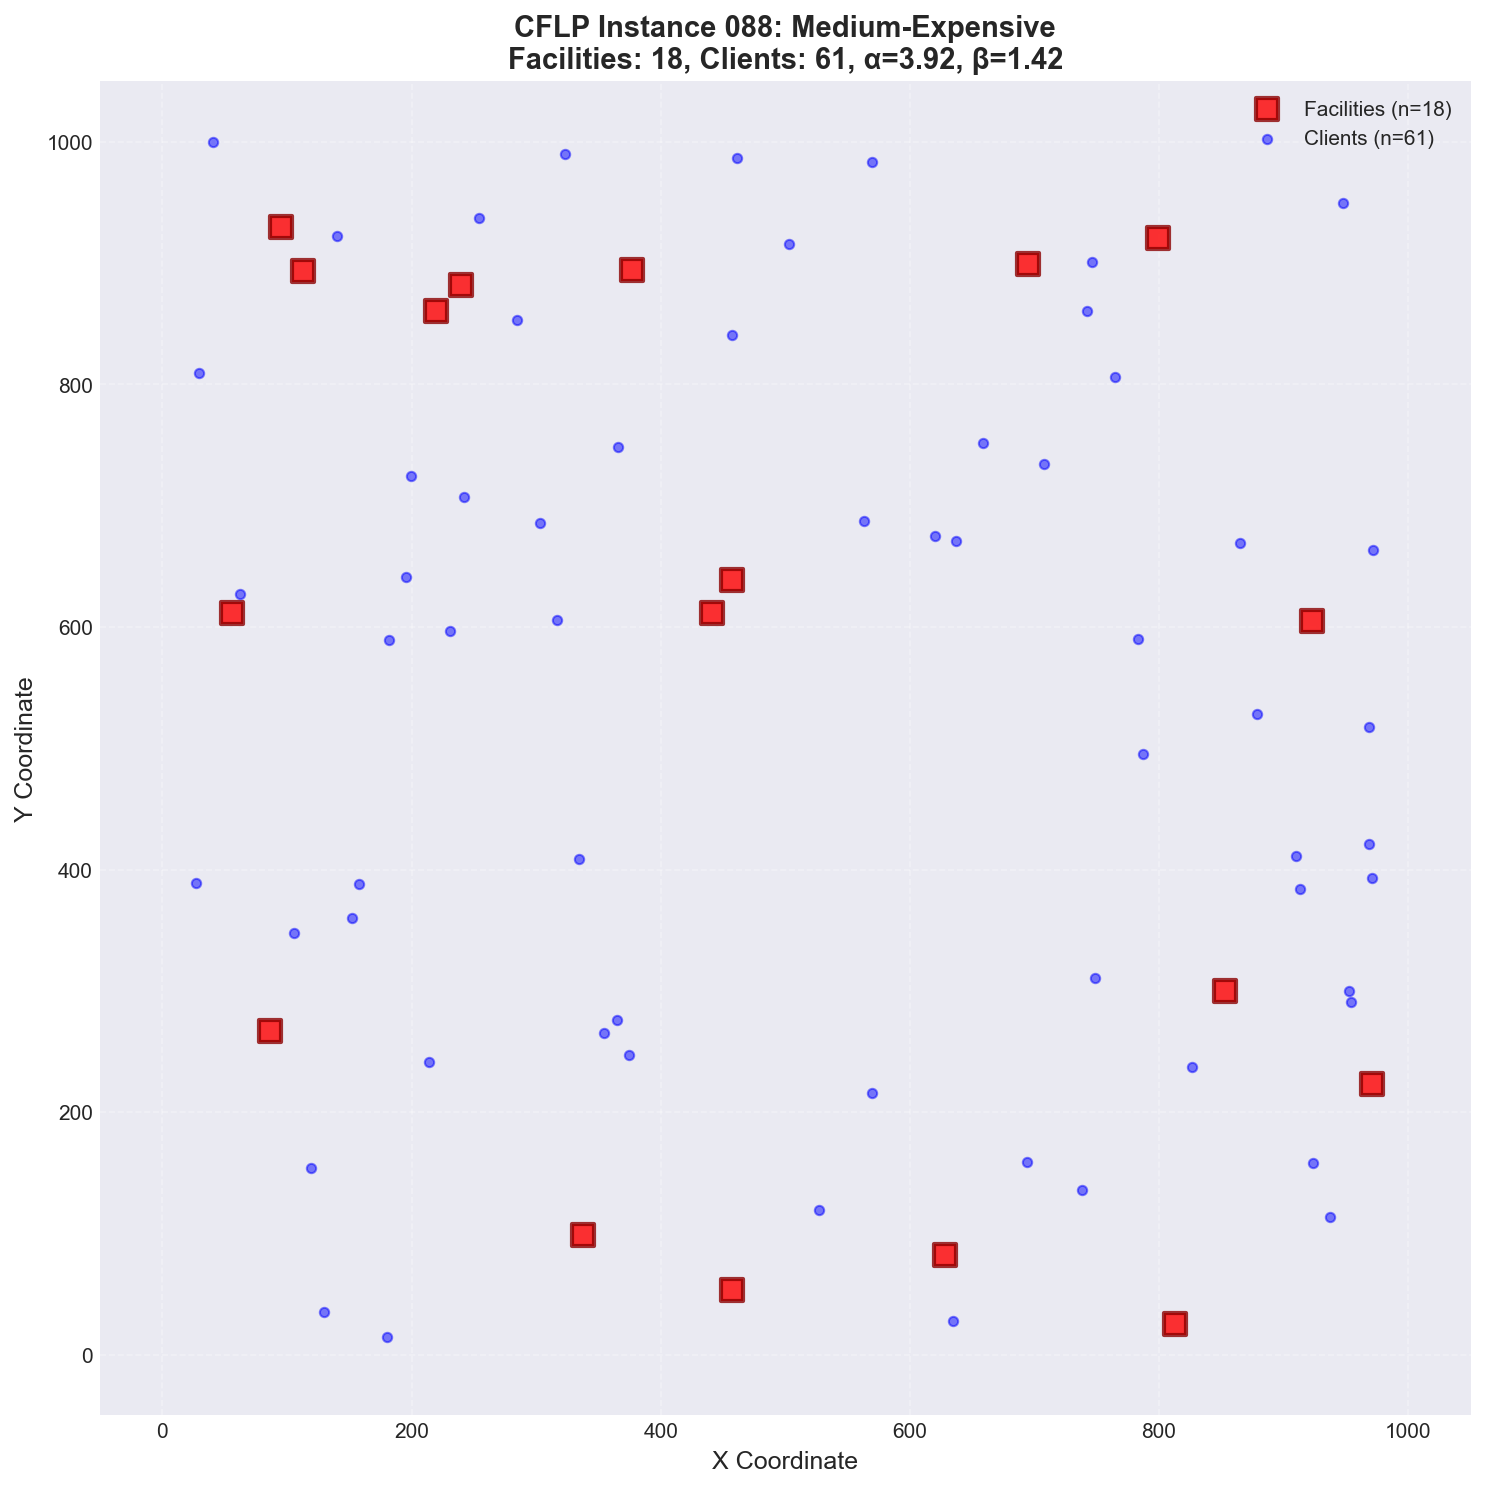 CFLP Instance 088: Medium-Expensive
Facilities: 18, Clients: 61, α=3.92, β=1.42
Facilities (n=18)
Clients (n=61)
1000
800
600
400
200
0
Y Coordinate
0 200 400 600 800 1000
X Coordinate